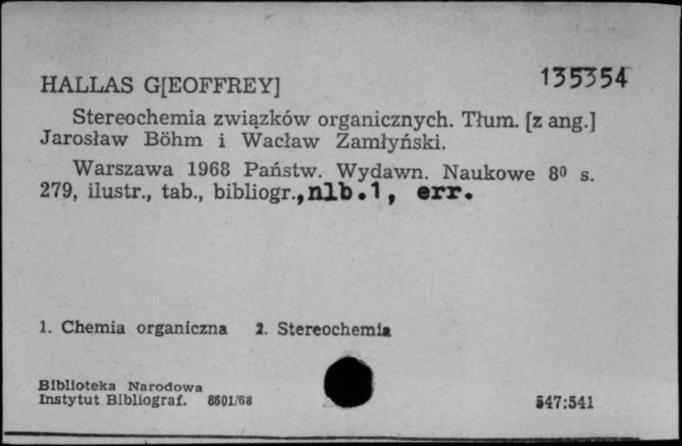 135354
HALLAS G[EOFFREY]
Stereochemia związków organicznych. Tłum. [z ang.]
Jarosław Böhm i Wacław Zamłyński.
Warszawa 1968 Państw. Wydawn. Naukowe 8⁰ s.
279, ilustr., tab., bibliogr., nlb.1, err.
1. Chemia organiczna 2. Stereochemia
Biblioteka Narodowa
Instytut Bibliograf. 8601/68
547:541